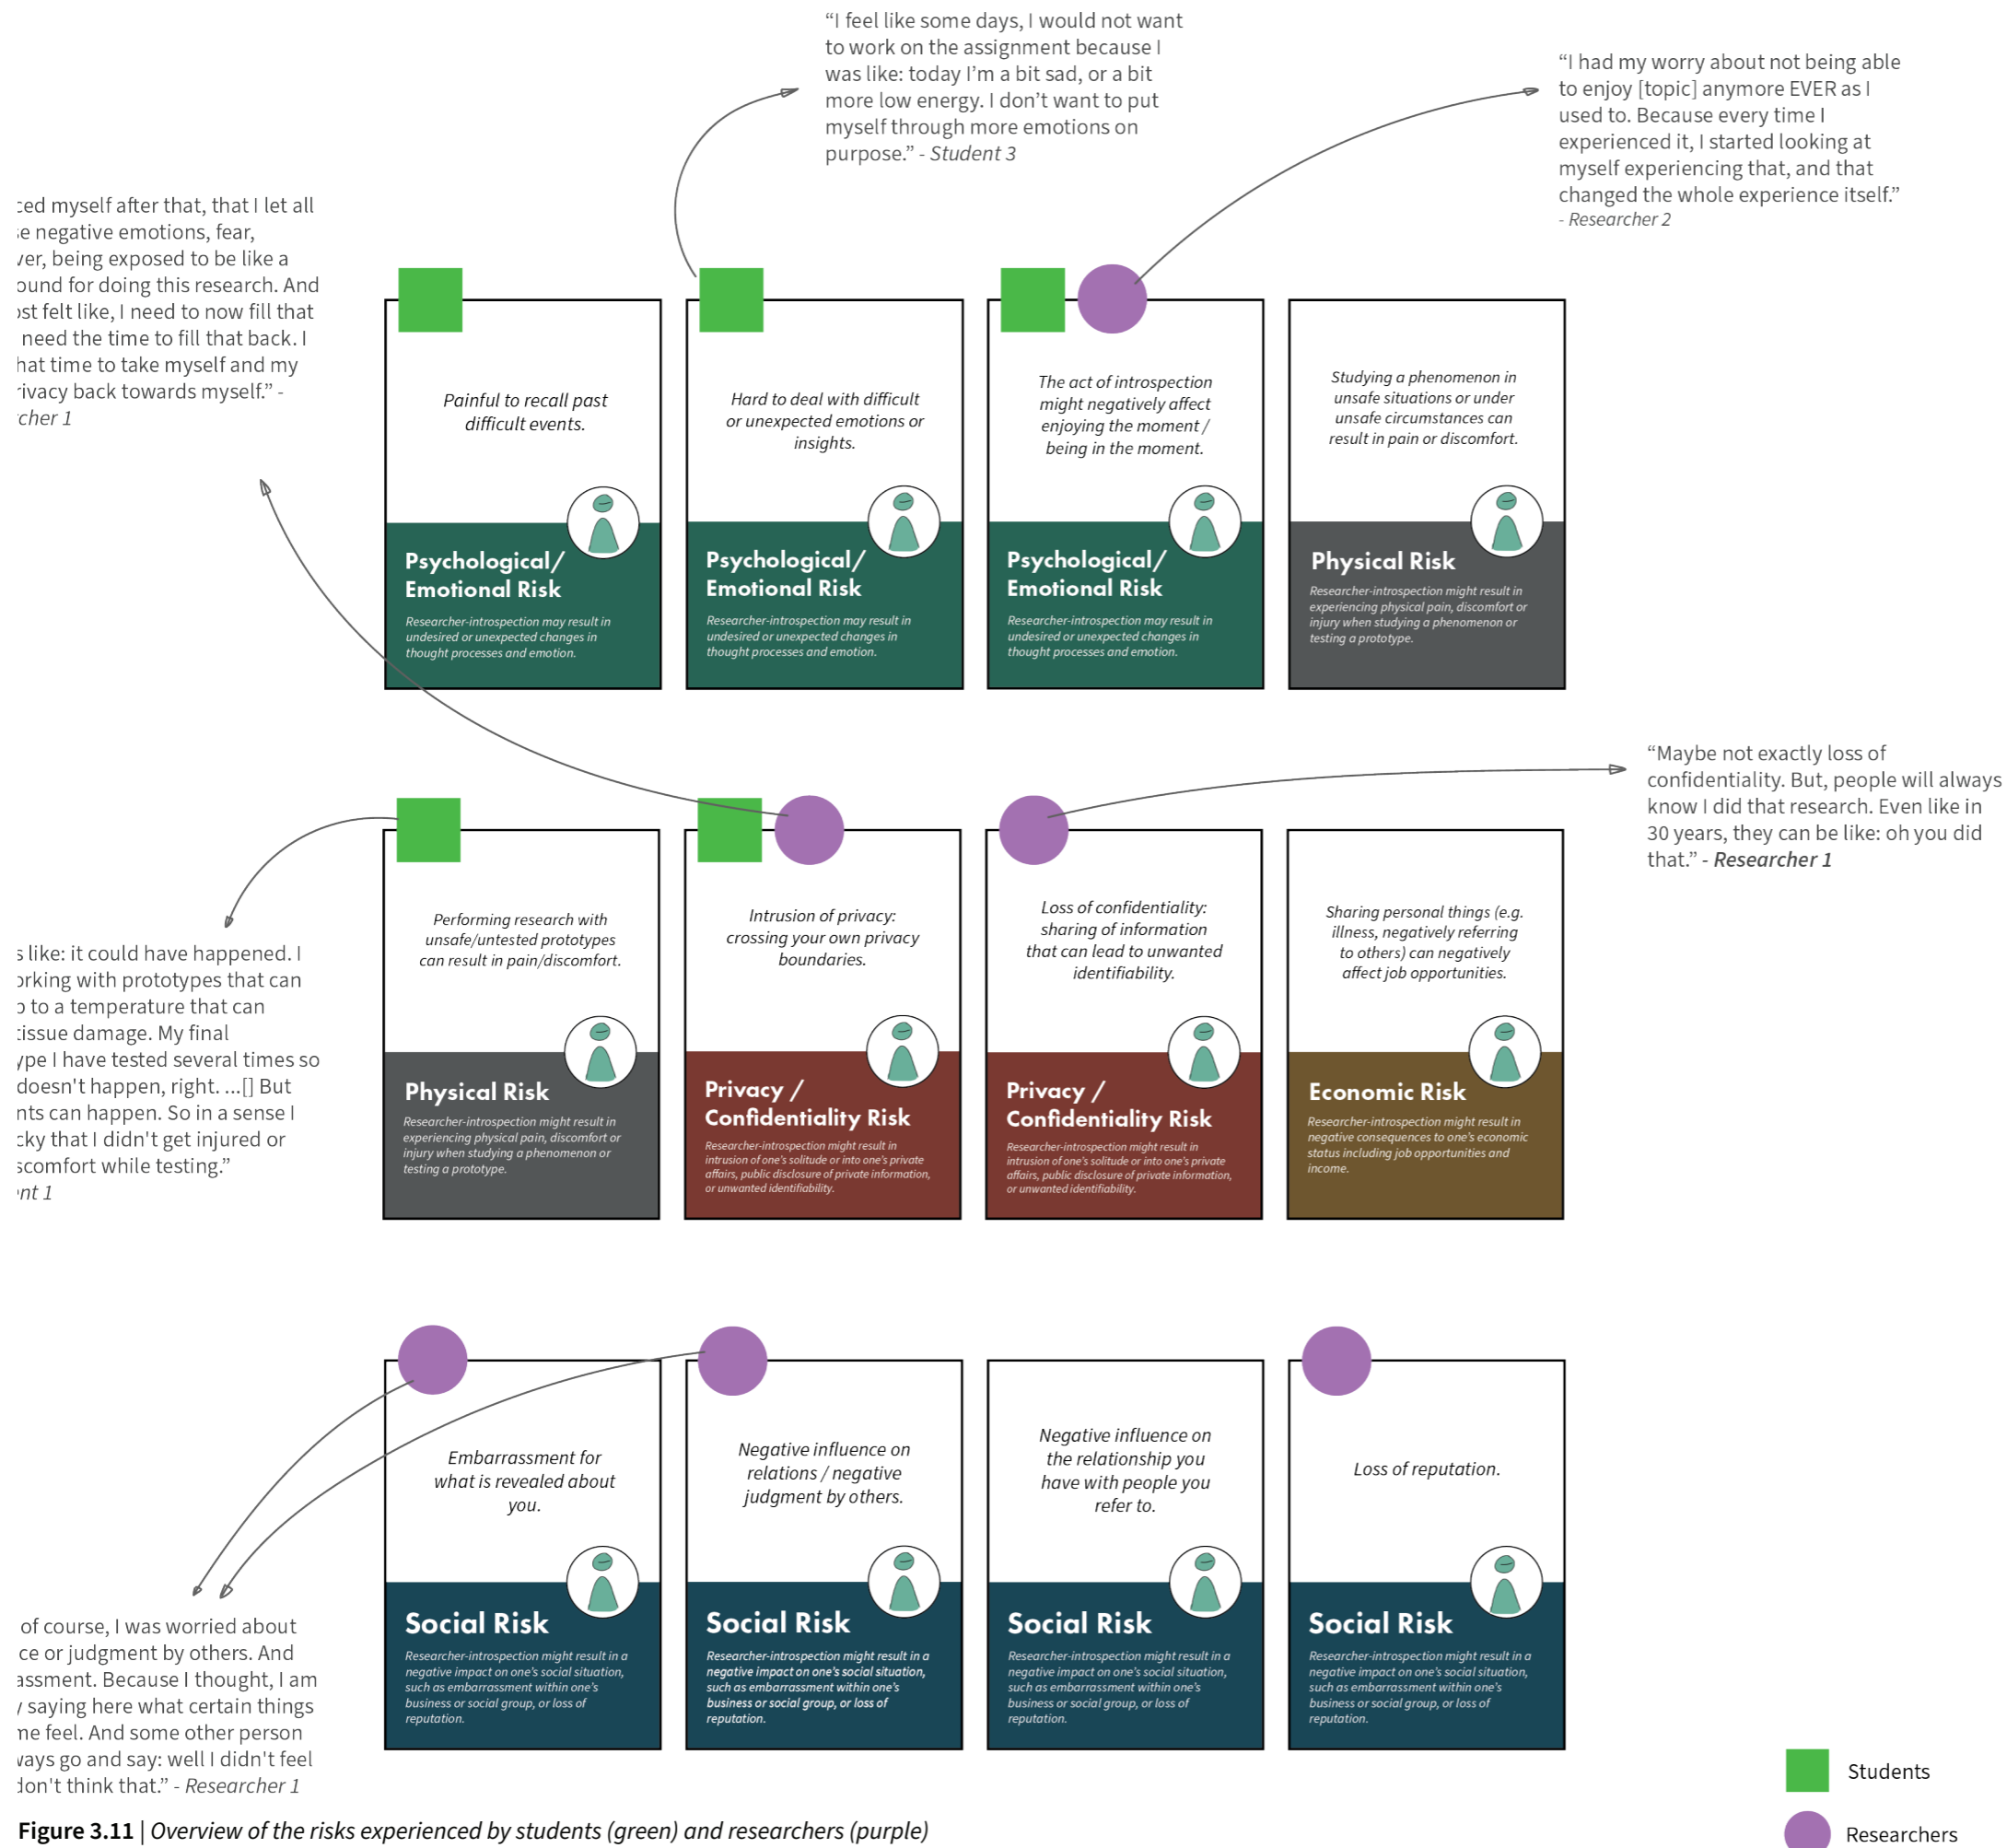 “I feel like some days, I would not want
to work on the assignment because I
was like: today I’m a bit sad, or a bit
more low energy. I don’t want to put
myself through more emotions on
purpose.” - Student 3
“I had my worry about not being able
to enjoy [topic] anymore EVER as I
used to. Because every time I
experienced it, I started looking at
myself experiencing that, and that
changed the whole experience itself.”
- Researcher 2
myself after that, that I let all
negative emotions, fear,
being exposed to be like a
for doing this research. And
felt like, I need to now fill that
need the time to fill that back. I
time to take myself and my
back towards myself.” -
1
Painful to recall past
difficult events.
Psychological/
Emotional Risk
Researcher-introspection may result in
undesired or unexpected changes in
thought processes and emotion.
Hard to deal with difficult
or unexpected emotions or
insights.
Psychological/
Emotional Risk
Researcher-introspection may result in
undesired or unexpected changes in
thought processes and emotion.
The act of introspection
might negatively affect
enjoying the moment /
being in the moment.
Psychological/
Emotional Risk
Researcher-introspection may result in
undesired or unexpected changes in
thought processes and emotion.
Studying a phenomenon in
unsafe situations or under
unsafe circumstances can
result in pain or discomfort.
Physical Risk
Researcher-introspection might result in
experiencing physical pain, discomfort or
injury when studying a phenomenon or
testing a prototype.
“Maybe not exactly loss of
confidentiality. But, people will always
know I did that research. Even like in
30 years, they can be like: oh you did
that.” - Researcher 1
like: it could have happened. I
with prototypes that can
to a temperature that can
tissue damage. My final
I have tested several times so
doesn't happen, right. ...[] But
can happen. So in a sense I
that I didn't get injured or
while testing.”
1
Performing research with
unsafe/untested prototypes
can result in pain/discomfort.
Physical Risk
Researcher-introspection might result in
experiencing physical pain, discomfort or
injury when studying a phenomenon or
testing a prototype.
Intrusion of privacy:
crossing your own privacy
boundaries.
Privacy /
Confidentiality Risk
Researcher-introspection might result in
intrusion of one’s solitude or into one’s private
affairs, public disclosure of private information,
or unwanted identifiability.
Loss of confidentiality:
sharing of information
that can lead to unwanted
identifiability.
Privacy /
Confidentiality Risk
Researcher-introspection might result in
intrusion of one’s solitude or into one’s private
affairs, public disclosure of private information,
or unwanted identifiability.
Sharing personal things (e.g.
illness, negatively referring
to others) can negatively
affect job opportunities.
Economic Risk
Researcher-introspection might result in
negative consequences to one’s economic
status including job opportunities and
income.
Embarrassment for
what is revealed about
you.
Social Risk
Researcher-introspection might result in a
negative impact on one’s social situation,
such as embarrassment within one’s
business or social group, or loss of
reputation.
Negative influence on
relations / negative
judgment by others.
Social Risk
Researcher-introspection might result in a
negative impact on one’s social situation,
such as embarrassment within one’s
business or social group, or loss of
reputation.
Negative influence on
the relationship you
have with people you
refer to.
Social Risk
Researcher-introspection might result in a
negative impact on one’s social situation,
such as embarrassment within one’s
business or social group, or loss of
reputation.
Loss of reputation.
Social Risk
Researcher-introspection might result in a
negative impact on one’s social situation,
such as embarrassment within one’s
business or social group, or loss of
reputation.
of course, I was worried about
or judgment by others. And
Because I thought, I am
saying here what certain things
feel. And some other person
go and say: well I didn't feel
don't think that.” - Researcher 1
Students
Researchers
Figure 3.11 | Overview of the risks experienced by students (green) and researchers (purple)